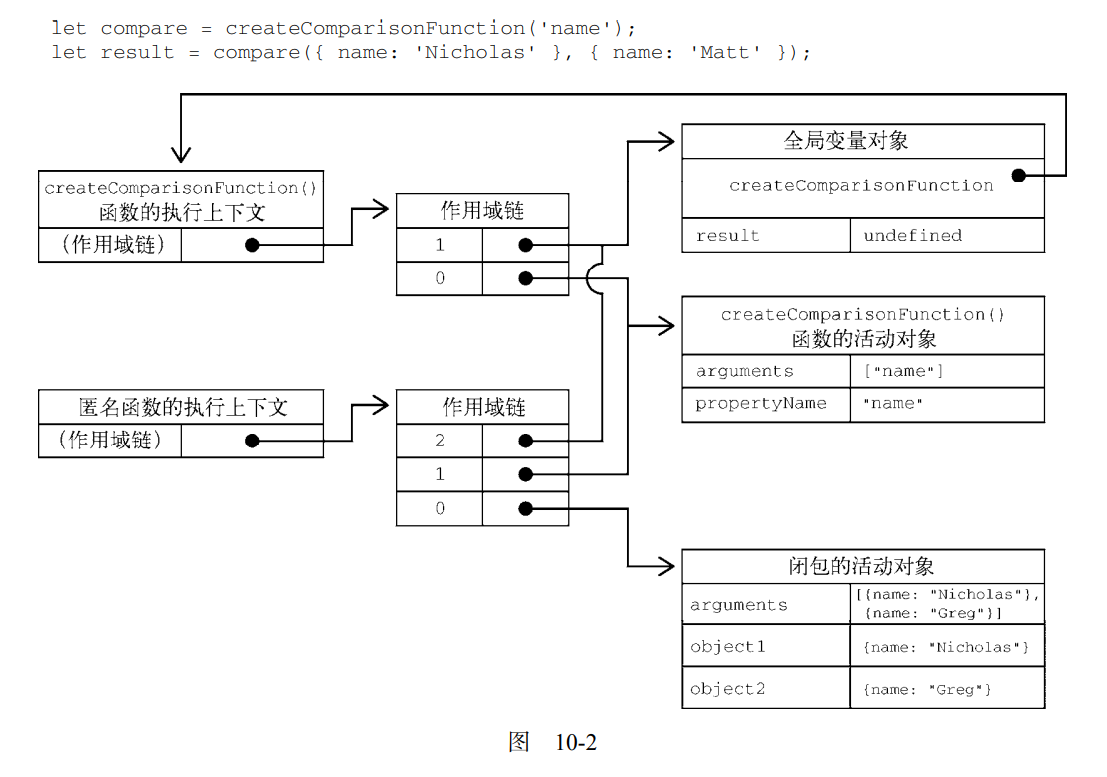 let compare = createComparisonFunction('name');
let result = compare({ name: 'Nicholas' }, { name: 'Matt' });
createComparisonFunction()
函数的执行上下文
(作用域链)
作用域链
1
0
全局变量对象
createComparisonFunction
result undefined
createComparisonFunction()
函数的活动对象
arguments ["name"]
propertyName "name"
匿名函数的执行上下文
(作用域链)
作用域链
2
1
0
闭包的活动对象
arguments [{name: "Nicholas"},
{name: "Greg"}]
object1 {name: "Nicholas"}
object2 {name: "Greg"}
图 10-2